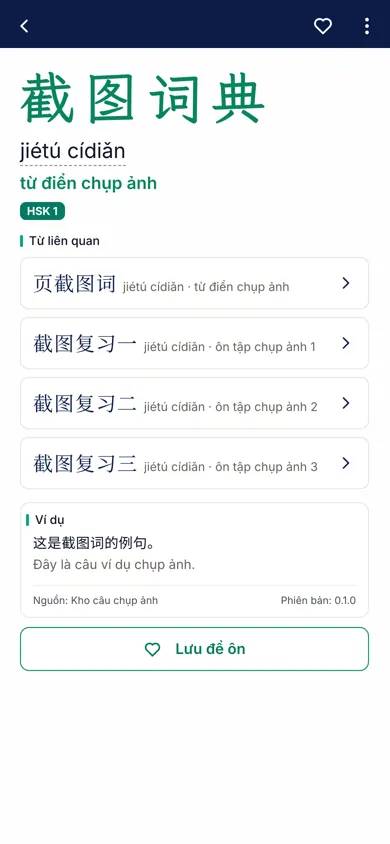 截图词典
jiétú cídiǎn
từ điển chụp ảnh
HSK 1
Từ liên quan
页截图词 jiétú cídiǎn · từ điển chụp ảnh
截图复习一 jiétú cídiǎn · ôn tập chụp ảnh 1
截图复习二 jiétú cídiǎn · ôn tập chụp ảnh 2
截图复习三 jiétú cídiǎn · ôn tập chụp ảnh 3
Ví dụ
这是截图词的例句。
Đây là câu ví dụ chụp ảnh.
Nguồn: Kho câu chụp ảnh Phiên bản: 0.1.0
Lưu để ôn